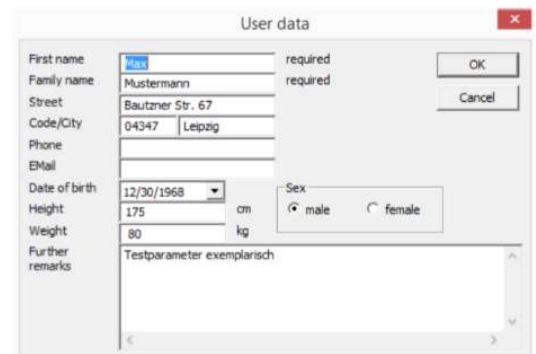 User data
First name Max required OK
Family name Mustermann required
Street Bautzner Str. 67 Cancel
Code/City 04347 Leipzig
Phone
EMail
Date of birth 12/30/1968 Sex
Height 175 cm male female
Weight 80 kg
Further remarks Testparameter exemplarisch